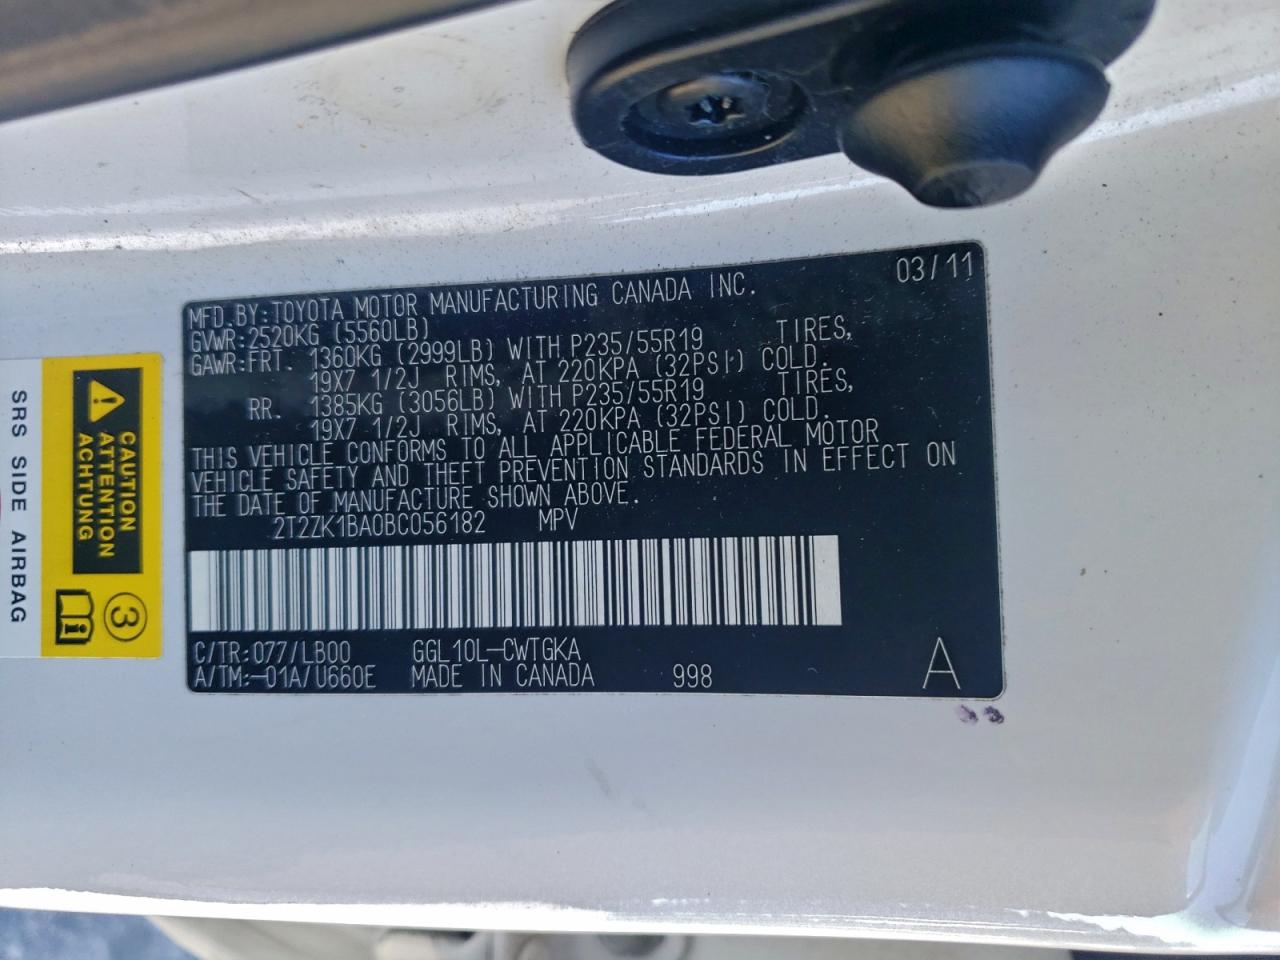 03/11
MFD.BY:TOYOTA MOTOR MANUFACTURING CANADA INC.
GVWR:2520KG (5560LB)
GAWR:FRT. 1360KG (2999LB) WITH P235/55R19 TIRES,
19X7 1/2J RIMS, AT 220KPA (32PSI) COLD.
RR. 1385KG (3056LB) WITH P235/55R19 TIRES,
19X7 1/2J RIMS, AT 220KPA (32PSI) COLD.
THIS VEHICLE CONFORMS TO ALL APPLICABLE FEDERAL MOTOR
VEHICLE SAFETY AND THEFT PREVENTION STANDARDS IN EFFECT ON
THE DATE OF MANUFACTURE SHOWN ABOVE.
2T2ZK1BA0BC056182 MPV
C/TR:077/LB00 GGL10L-CWTGKA
A/TM:-01A/U660E MADE IN CANADA 998 A
CAUTION
ATTENTION
ACHTUNG
3
SRS SIDE AIRBAG